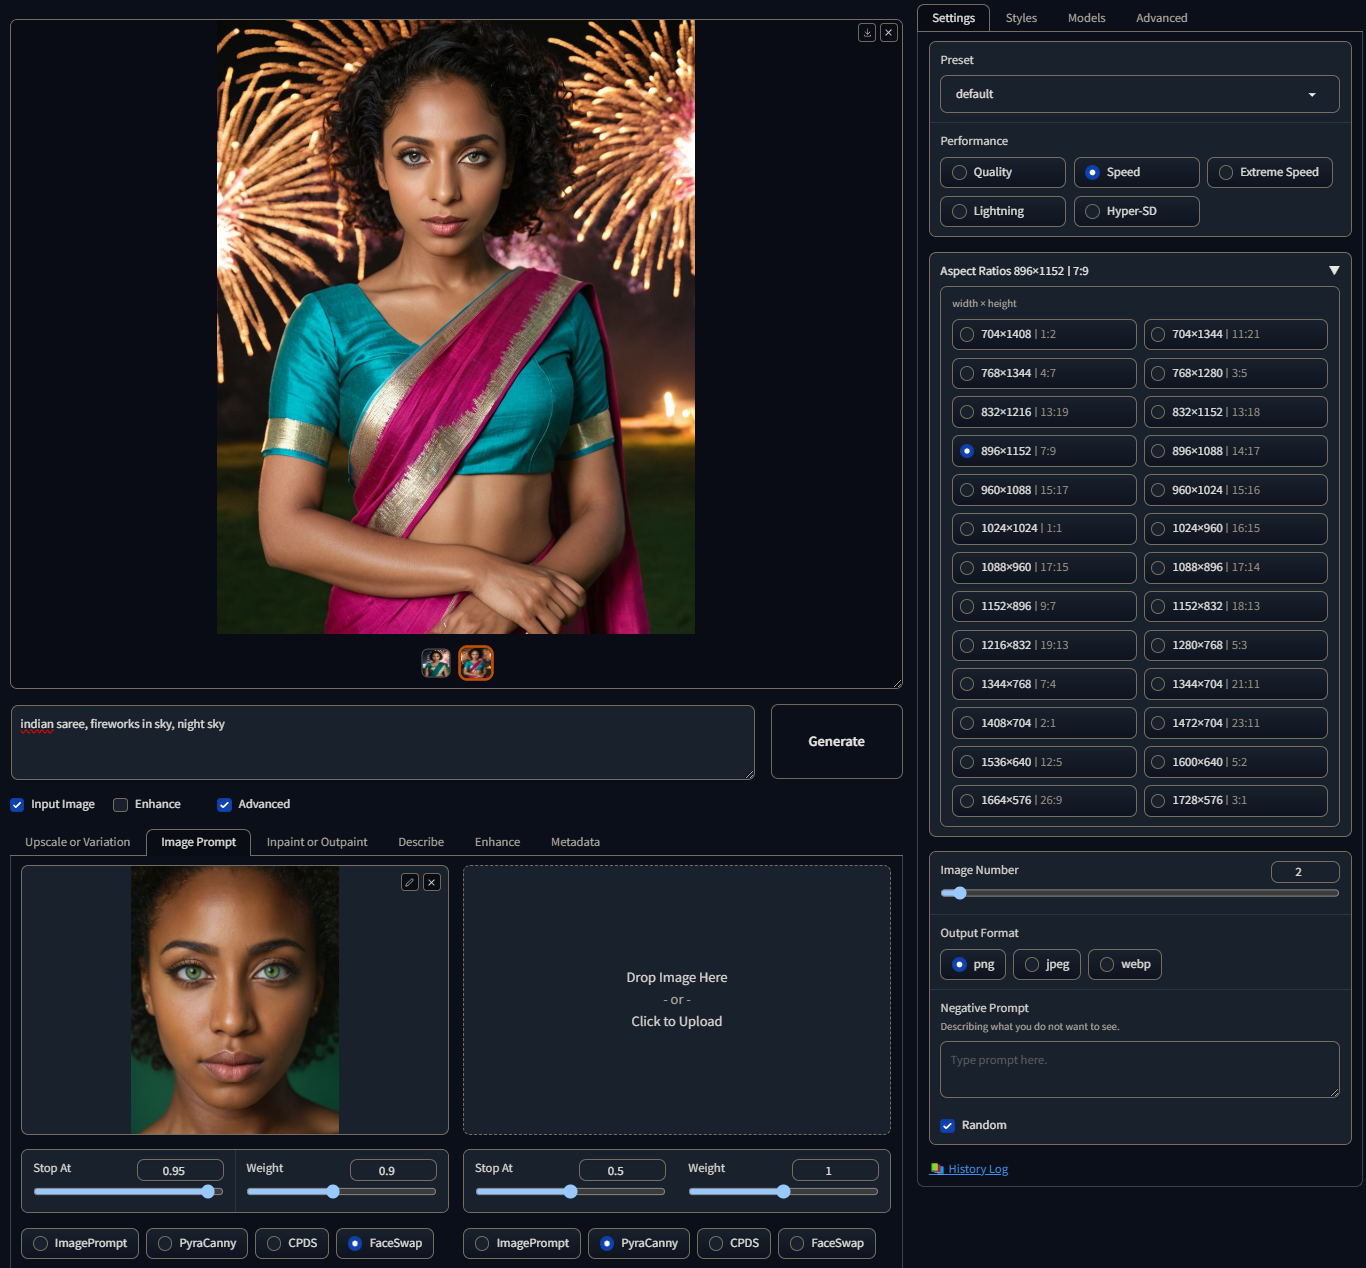 Settings
Styles
Models
Advanced
Preset
default
Performance
Quality
Speed
Extreme Speed
Lightning
Hyper-SD
Aspect Ratios 896×1152 | 7:9
width × height
704×1408 | 1:2
704×1344 | 11:21
768×1344 | 4:7
768×1280 | 3:5
832×1216 | 13:19
832×1152 | 13:18
896×1152 | 7:9
896×1088 | 14:17
960×1088 | 15:17
960×1024 | 15:16
1024×1024 | 1:1
1024×960 | 16:15
1088×960 | 17:15
1088×896 | 17:14
1152×896 | 9:7
1152×832 | 18:13
1216×832 | 19:13
1280×768 | 5:3
1344×768 | 7:4
1344×704 | 21:11
1408×704 | 2:1
1472×704 | 23:11
1536×640 | 12:5
1600×640 | 5:2
1664×576 | 26:9
1728×576 | 3:1
Image Number
2
Output Format
png
jpeg
webp
Negative Prompt
Describing what you do not want to see.
Type prompt here.
Random
History Log
indian saree, fireworks in sky, night sky
Generate
Input Image
Enhance
Advanced
Upscale or Variation
Image Prompt
Inpaint or Outpaint
Describe
Enhance
Metadata
Drop Image Here
- or -
Click to Upload
Stop At
0.95
Weight
0.9
Stop At
0.5
Weight
1
ImagePrompt
PyraCanny
CPDS
FaceSwap
ImagePrompt
PyraCanny
CPDS
FaceSwap